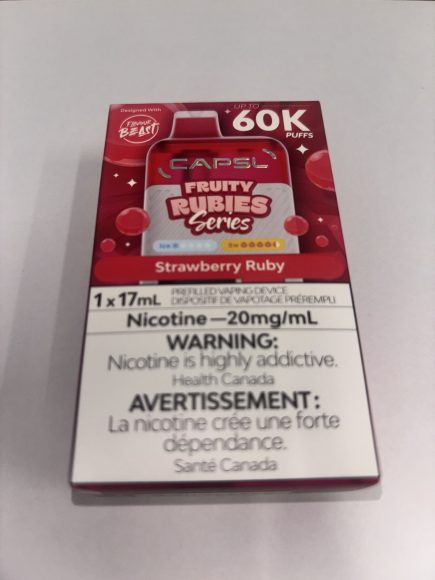 Designed With
FLAVOUR
BEAST
UP TO
60K
PUFFS
CAPSL
FRUITY
RUBIES
Series
Ice
Sw
Strawberry Ruby
1 x 17mL
PREFILLED VAPING DEVICE
DISPOSITIF DE VAPOTAGE PRÉREMPLI
Nicotine—20mg/mL
WARNING:
Nicotine is highly addictive.
Health Canada
AVERTISSEMENT:
La nicotine crée une forte
dépendance.
Santé Canada